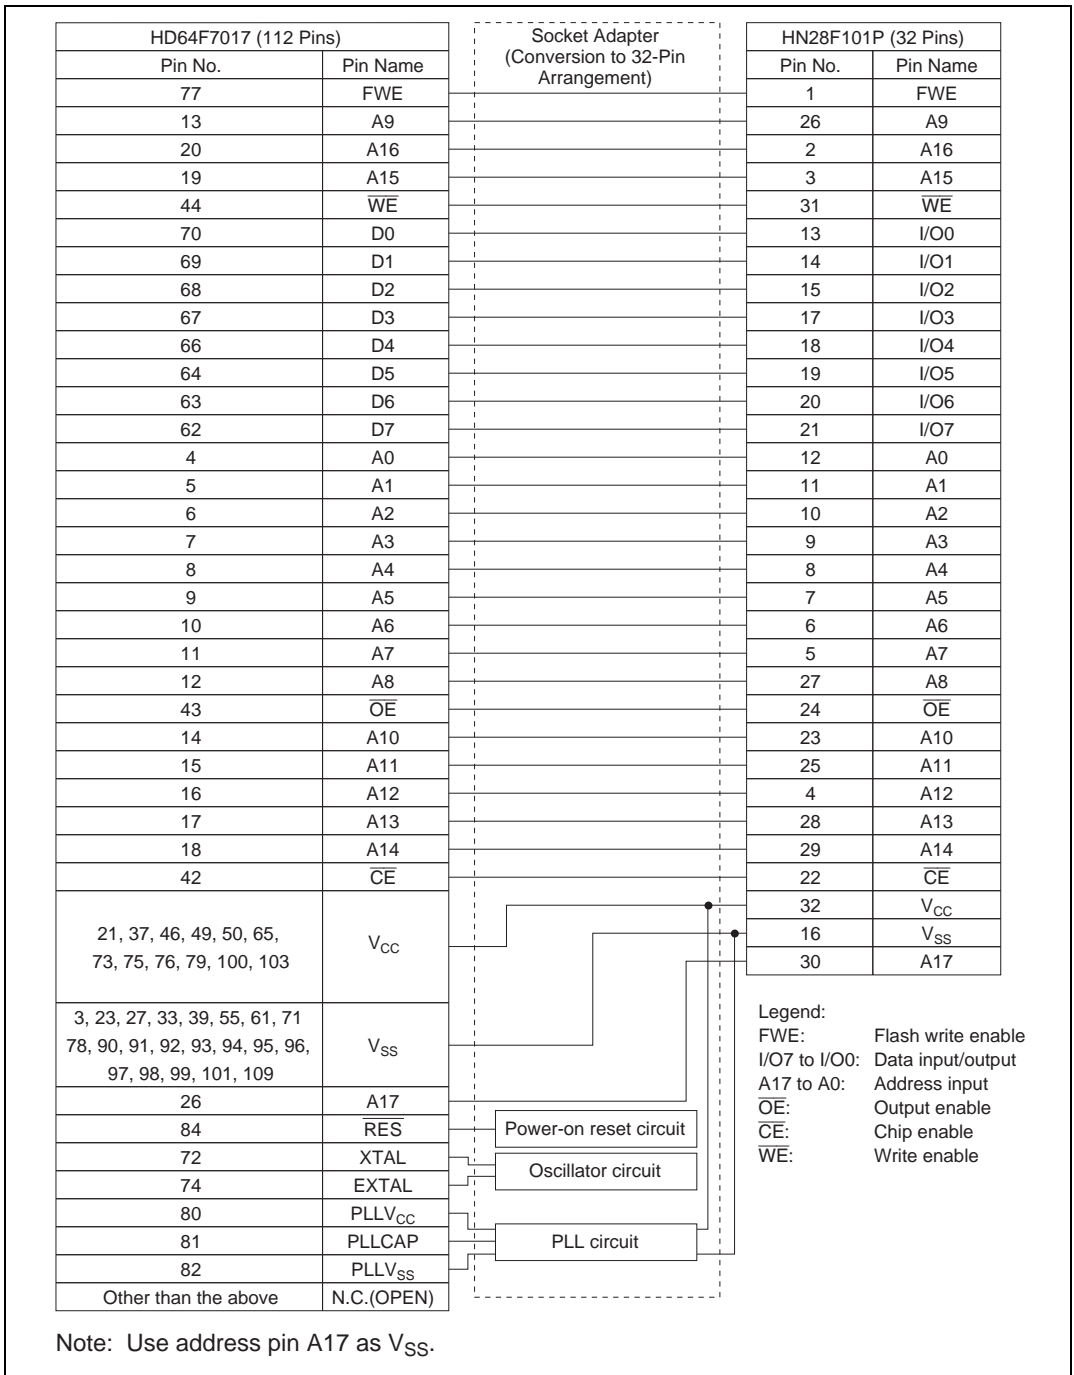 HD64F7017 (112 Pins) Socket Adapter HN28F101P (32 Pins)
(Conversion to 32-Pin
Arrangement)
Pin No. Pin Name Pin No. Pin Name
77 FWE 1 FWE
13 A9 26 A9
20 A16 2 A16
19 A15 3 A15
44 W̅E̅ 31 W̅E̅
70 D0 13 I/O0
69 D1 14 I/O1
68 D2 15 I/O2
67 D3 17 I/O3
66 D4 18 I/O4
64 D5 19 I/O5
63 D6 20 I/O6
62 D7 21 I/O7
4 A0 12 A0
5 A1 11 A1
6 A2 10 A2
7 A3 9 A3
8 A4 8 A4
9 A5 7 A5
10 A6 6 A6
11 A7 5 A7
12 A8 27 A8
43 O̅E̅ 24 O̅E̅
14 A10 23 A10
15 A11 25 A11
16 A12 4 A12
17 A13 28 A13
18 A14 29 A14
42 C̅E̅ 22 C̅E̅
32 VCC
21, 37, 46, 49, 50, 65, 16 VSS
VCC
73, 75, 76, 79, 100, 103 30 A17
3, 23, 27, 33, 39, 55, 61, 71
78, 90, 91, 92, 93, 94, 95, 96, VSS
97, 98, 99, 101, 109
26 A17
84 R̅E̅S̅ Power-on reset circuit
72 XTAL Oscillator circuit
74 EXTAL
80 PLLVCC
81 PLLCAP PLL circuit
82 PLLVSS
Other than the above N.C.(OPEN)
Legend:
FWE: Flash write enable
I/O7 to I/O0: Data input/output
A17 to A0: Address input
O̅E̅: Output enable
C̅E̅: Chip enable
W̅E̅: Write enable
Note: Use address pin A17 as VSS.